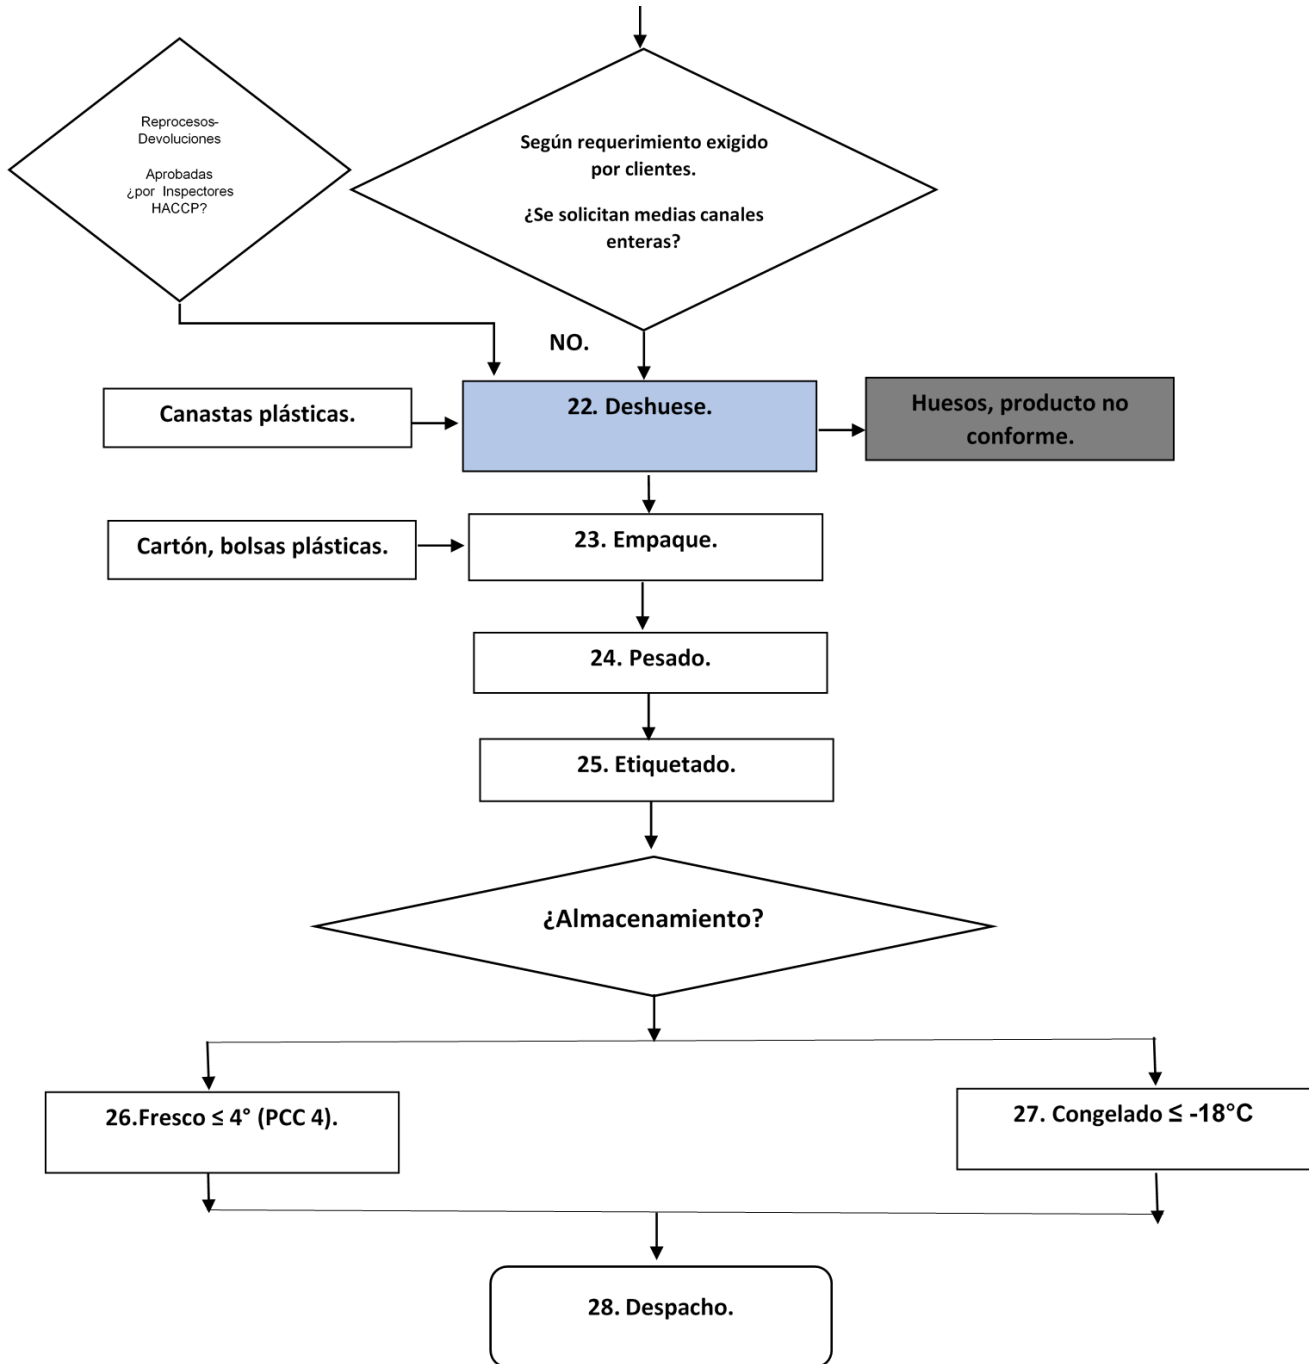 Reprocesos-
Devoluciones
Aprobadas
¿por Inspectores
HACCP?
Según requerimiento exigido
por clientes.
¿Se solicitan medias canales
enteras?
NO.
Canastas plásticas.
22. Deshuese.
Huesos, producto no
conforme.
Cartón, bolsas plásticas.
23. Empaque.
24. Pesado.
25. Etiquetado.
¿Almacenamiento?
26.Fresco ≤ 4° (PCC 4).
27. Congelado ≤ -18°C
28. Despacho.